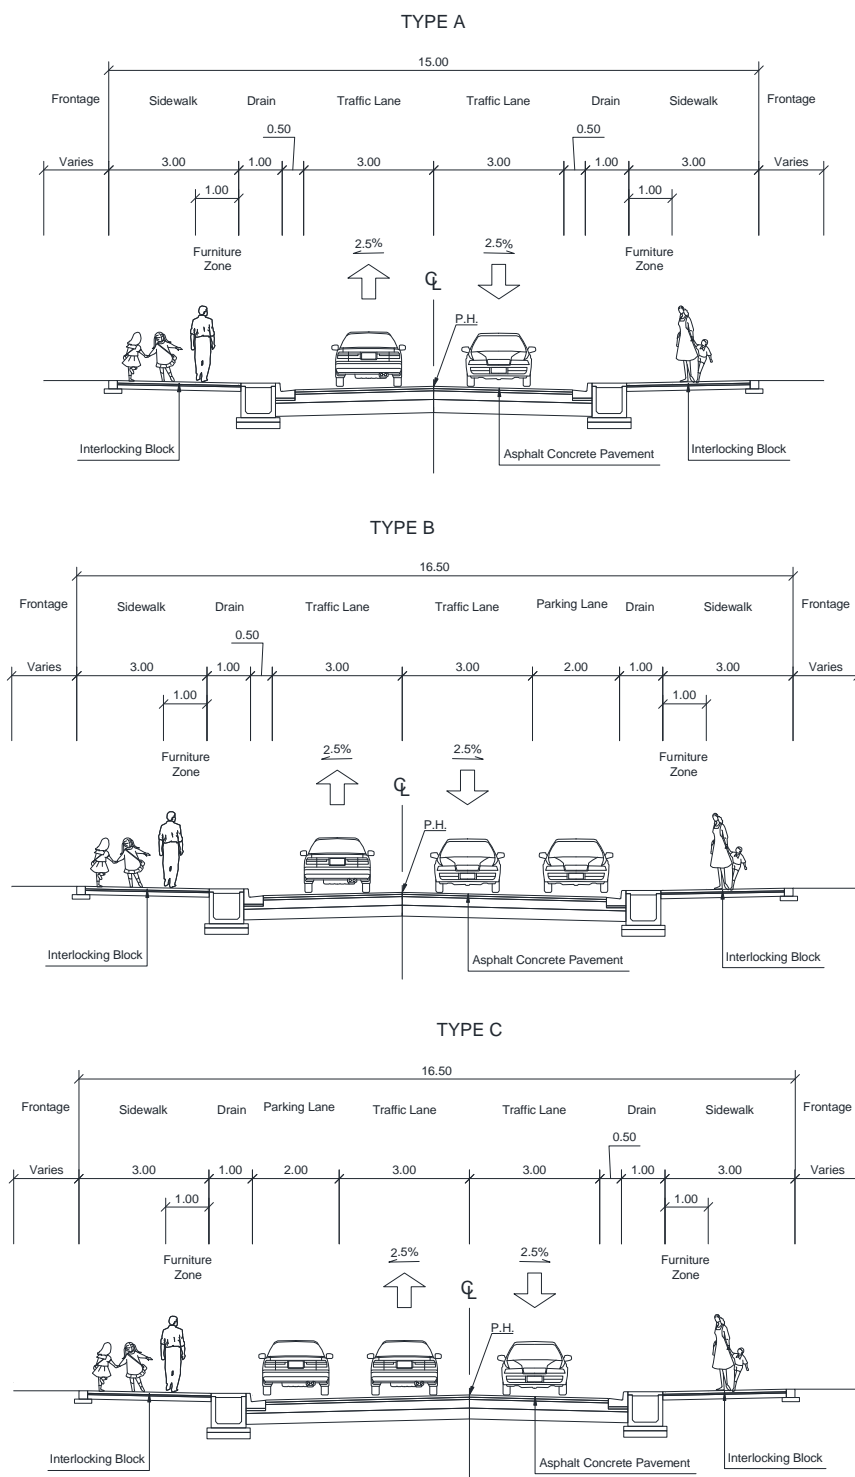 TYPE A
15.00
Frontage Sidewalk Drain Traffic Lane Traffic Lane Drain Sidewalk Frontage
0.50 0.50
Varies 3.00 1.00 3.00 3.00 1.00 3.00 Varies
1.00 1.00
Furniture Zone Furniture Zone
2.5% 2.5%
CL
P.H.
Interlocking Block Asphalt Concrete Pavement Interlocking Block
TYPE B
16.50
Frontage Sidewalk Drain Traffic Lane Traffic Lane Parking Lane Drain Sidewalk Frontage
0.50
Varies 3.00 1.00 3.00 3.00 2.00 1.00 3.00 Varies
1.00 1.00
Furniture Zone Furniture Zone
2.5% 2.5%
CL
P.H.
Interlocking Block Asphalt Concrete Pavement Interlocking Block
TYPE C
16.50
Frontage Sidewalk Drain Parking Lane Traffic Lane Traffic Lane Drain Sidewalk Frontage
0.50
Varies 3.00 1.00 2.00 3.00 3.00 1.00 3.00 Varies
1.00 1.00
Furniture Zone Furniture Zone
2.5% 2.5%
CL
P.H.
Interlocking Block Asphalt Concrete Pavement Interlocking Block